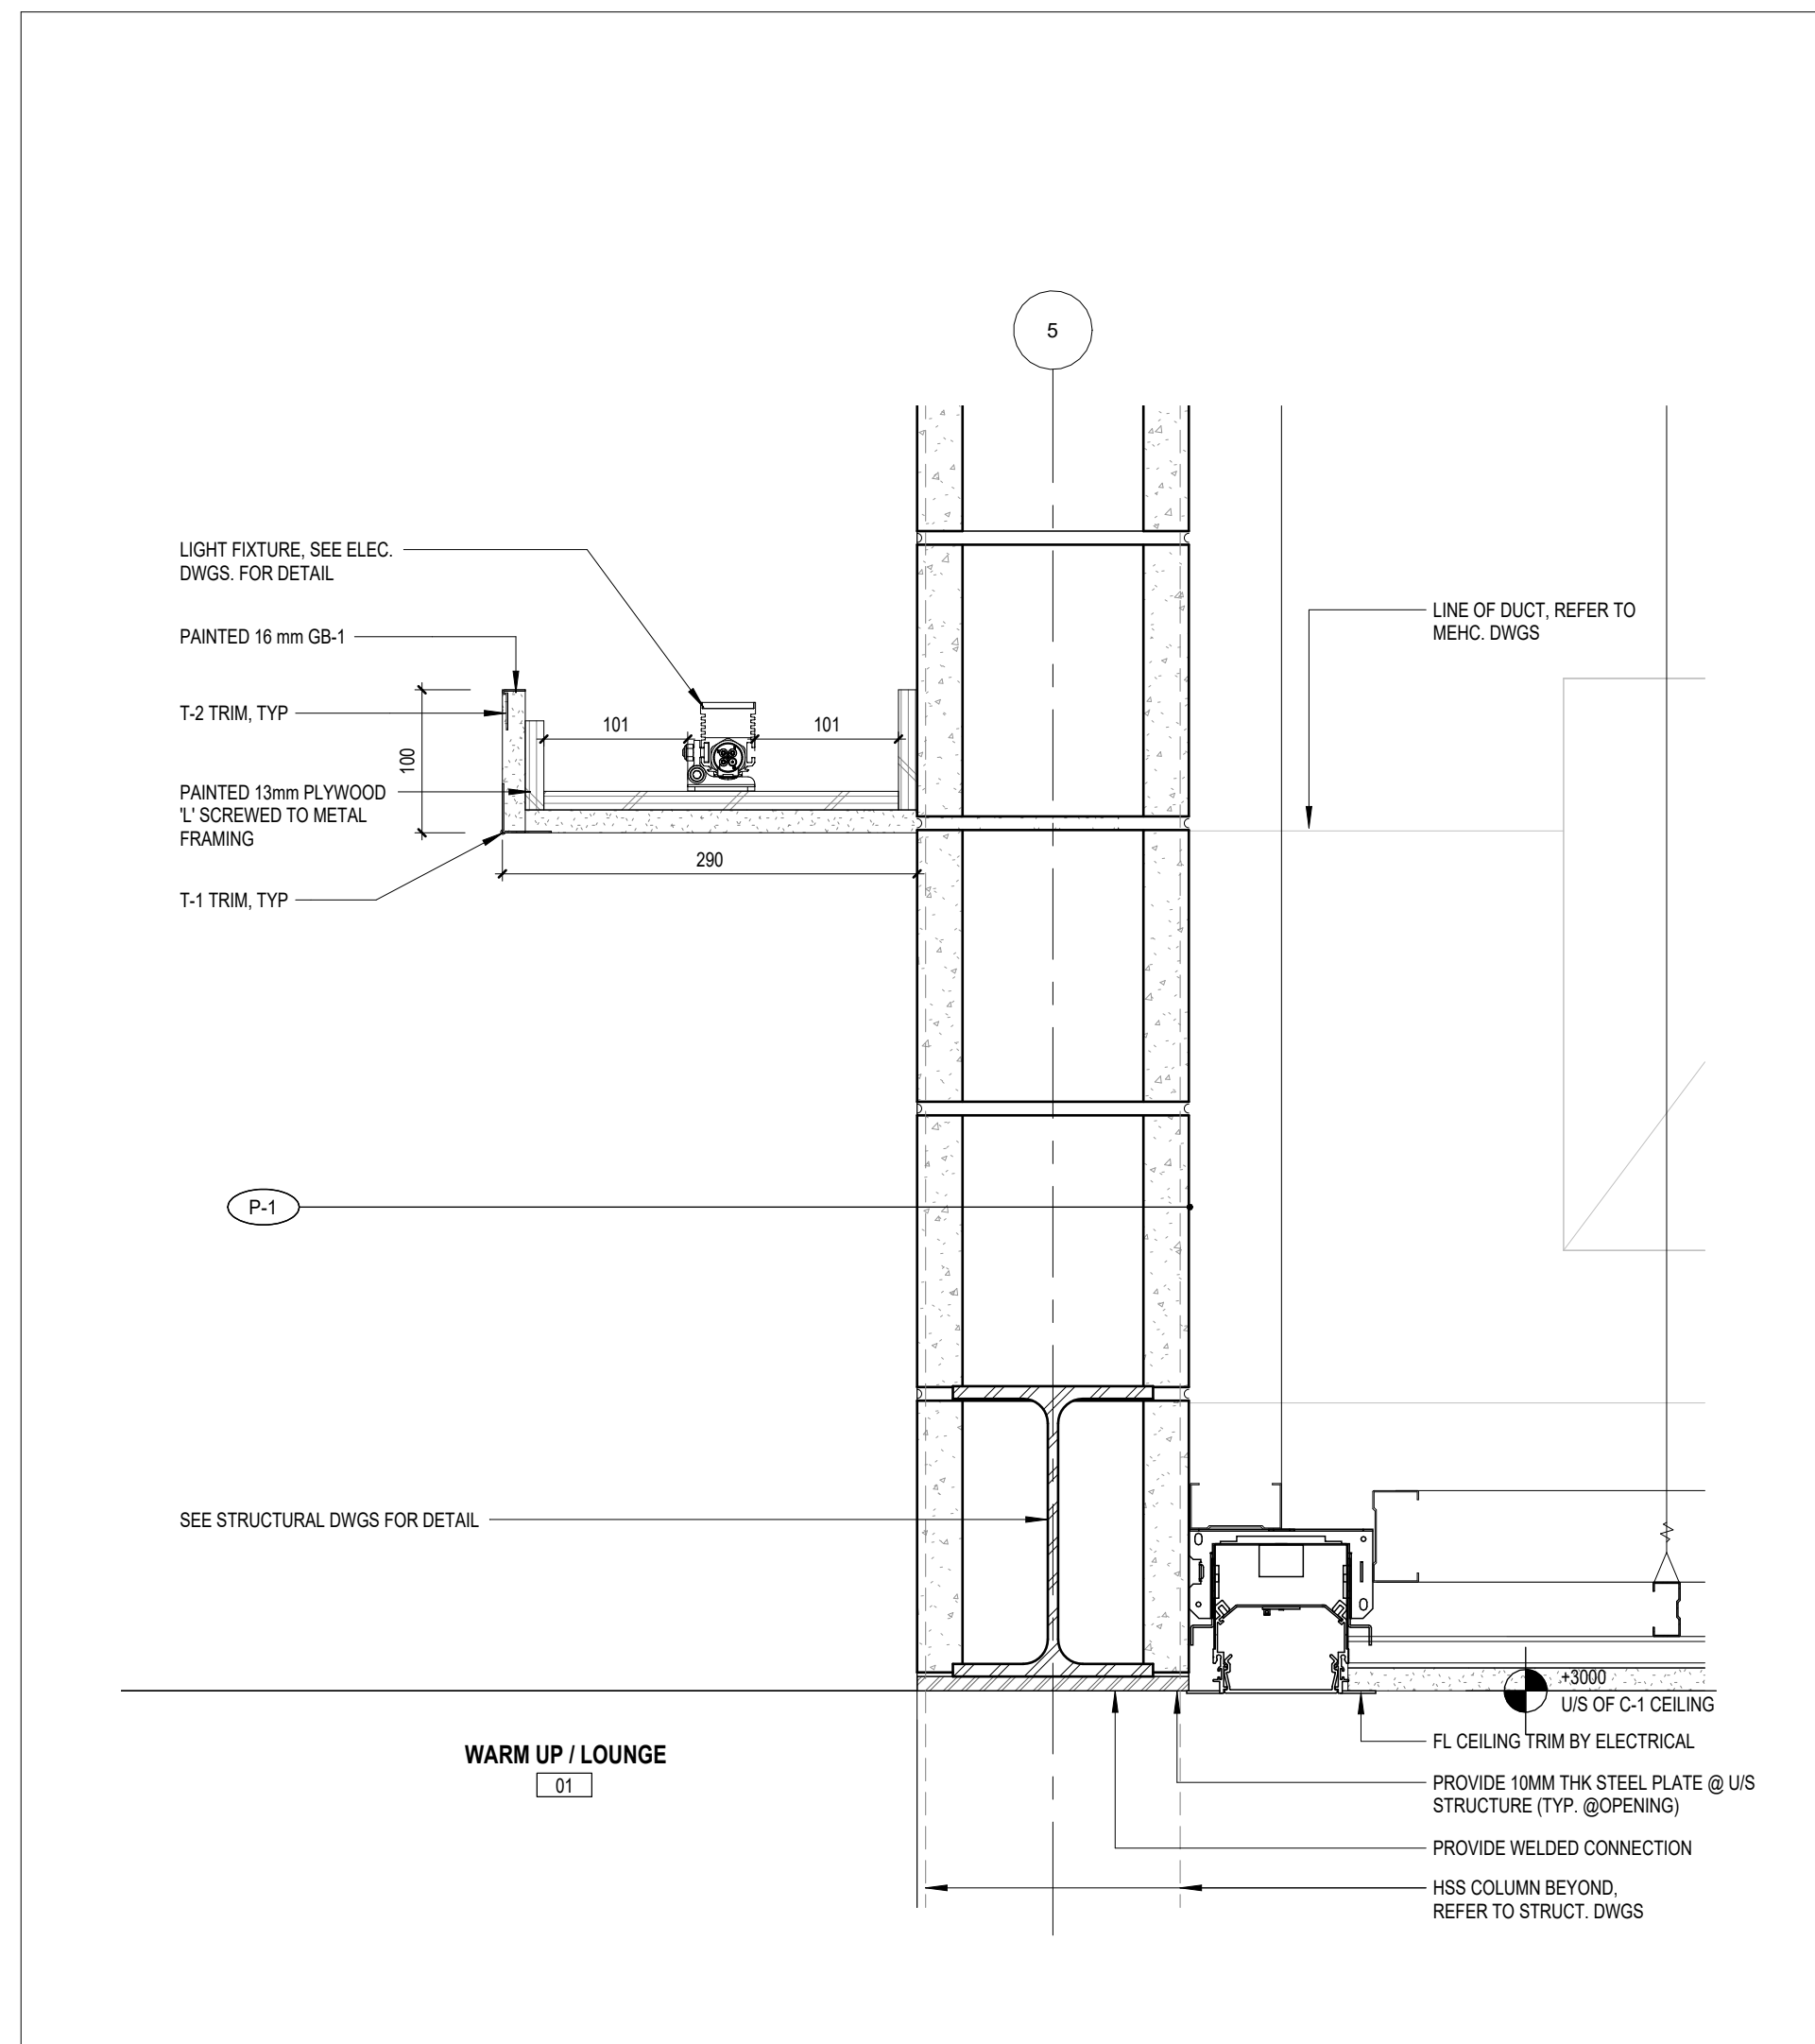 5
LIGHT FIXTURE, SEE ELEC.
DWGS. FOR DETAIL
LINE OF DUCT, REFER TO
MEHC. DWGS
PAINTED 16 mm GB-1
T-2 TRIM, TYP
101
101
100
PAINTED 13mm PLYWOOD
'L' SCREWED TO METAL
FRAMING
290
T-1 TRIM, TYP
P-1
SEE STRUCTURAL DWGS FOR DETAIL
+3000
U/S OF C-1 CEILING
FL CEILING TRIM BY ELECTRICAL
WARM UP / LOUNGE
01
PROVIDE 10MM THK STEEL PLATE @ U/S
STRUCTURE (TYP. @OPENING)
PROVIDE WELDED CONNECTION
HSS COLUMN BEYOND,
REFER TO STRUCT. DWGS